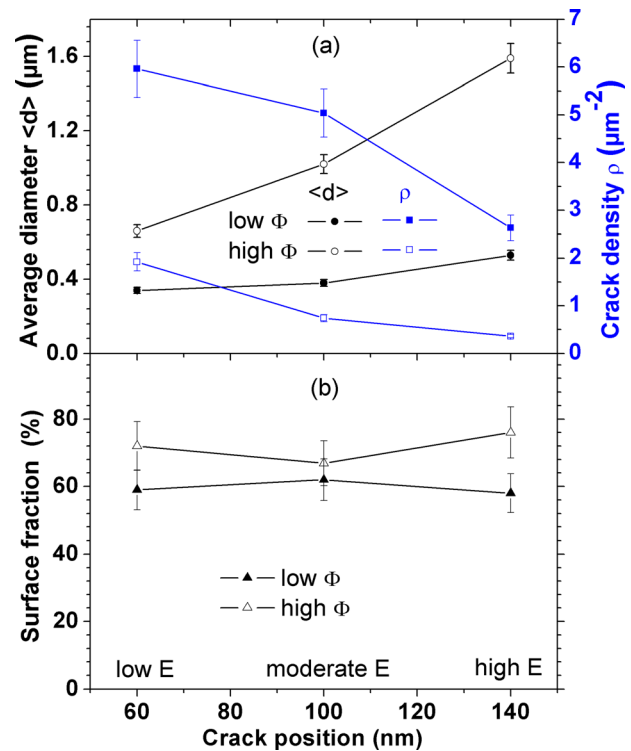 (a)
Average diameter <d> (μm)
1.6
1.2
0.8
0.4
0.0
7
6
5
4
3
2
1
0
Crack density ρ (μm⁻²)
<d> ρ
low Φ
high Φ
(b)
Surface fraction (%)
80
60
40
20
0
low Φ
high Φ
low E moderate E high E
60 80 100 120 140
Crack position (nm)